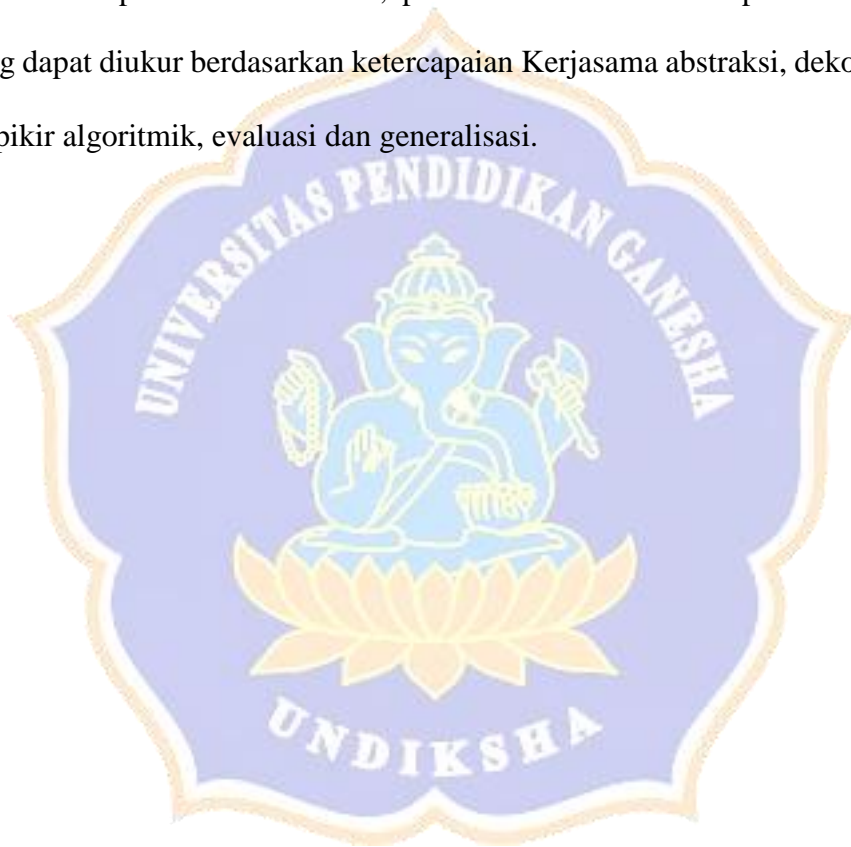 g dapat diukur berdasarkan ketercapaian Kerjasama abstraksi, deko
pikir algoritmik, evaluasi dan generalisasi.
UNIVERSITAS PENDIDIKAN GANESHA
UNDIKSHA